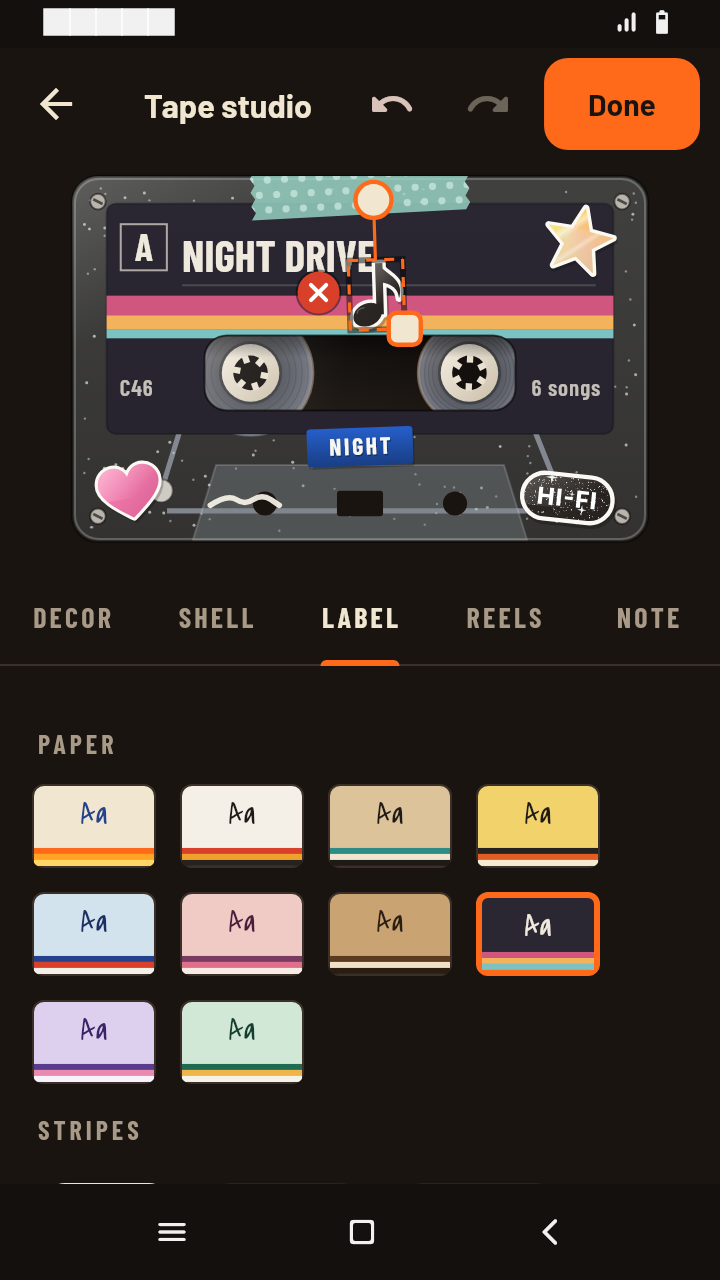 Tape studio
Done
A
NIGHT DRIVE
C46
6 songs
NIGHT
HI-FI
DECOR
SHELL
LABEL
REELS
NOTE
PAPER
Aa
Aa
Aa
Aa
Aa
Aa
Aa
Aa
Aa
Aa
STRIPES